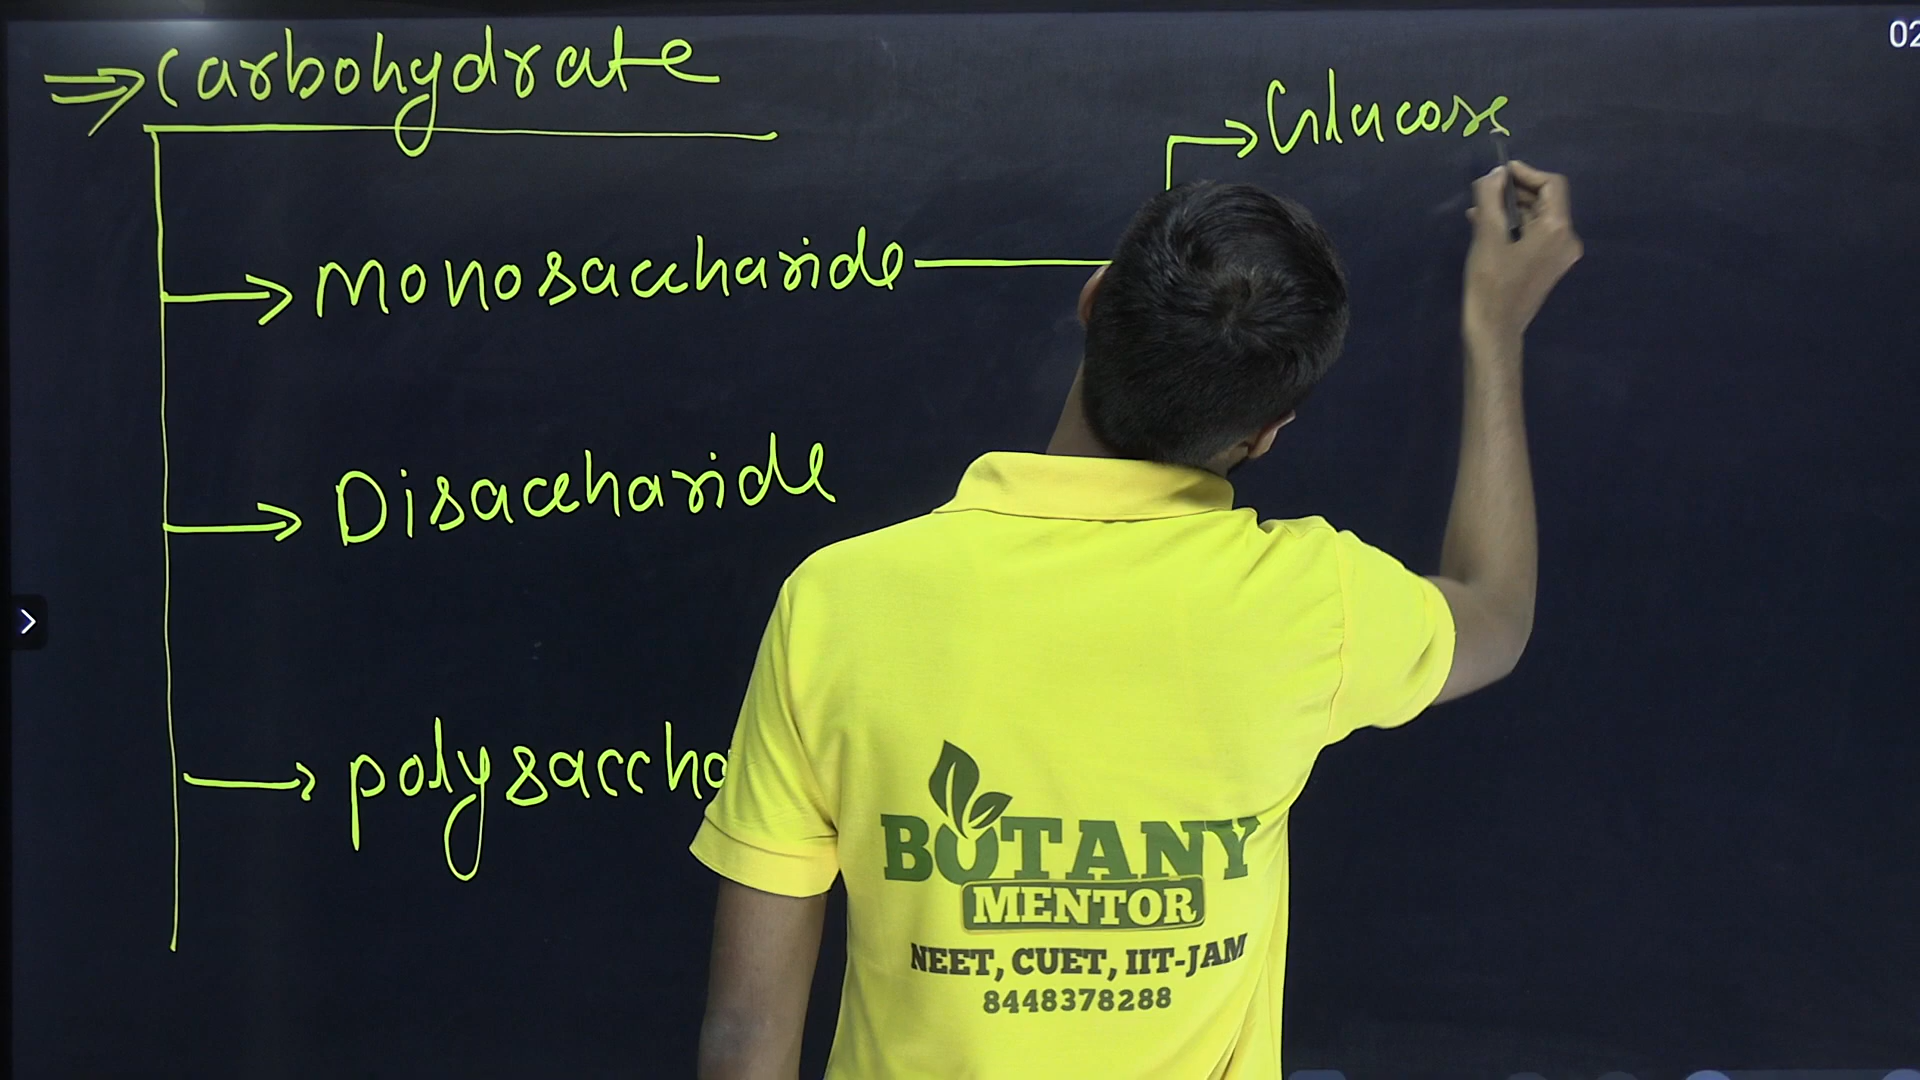 ⇒ Carbohydrate
→ Glucose
→ Monosaccharide
→ Disaccharide
→ polysaccha
BOTANY
MENTOR
NEET, CUET, IIT-JAM
8448378288
02